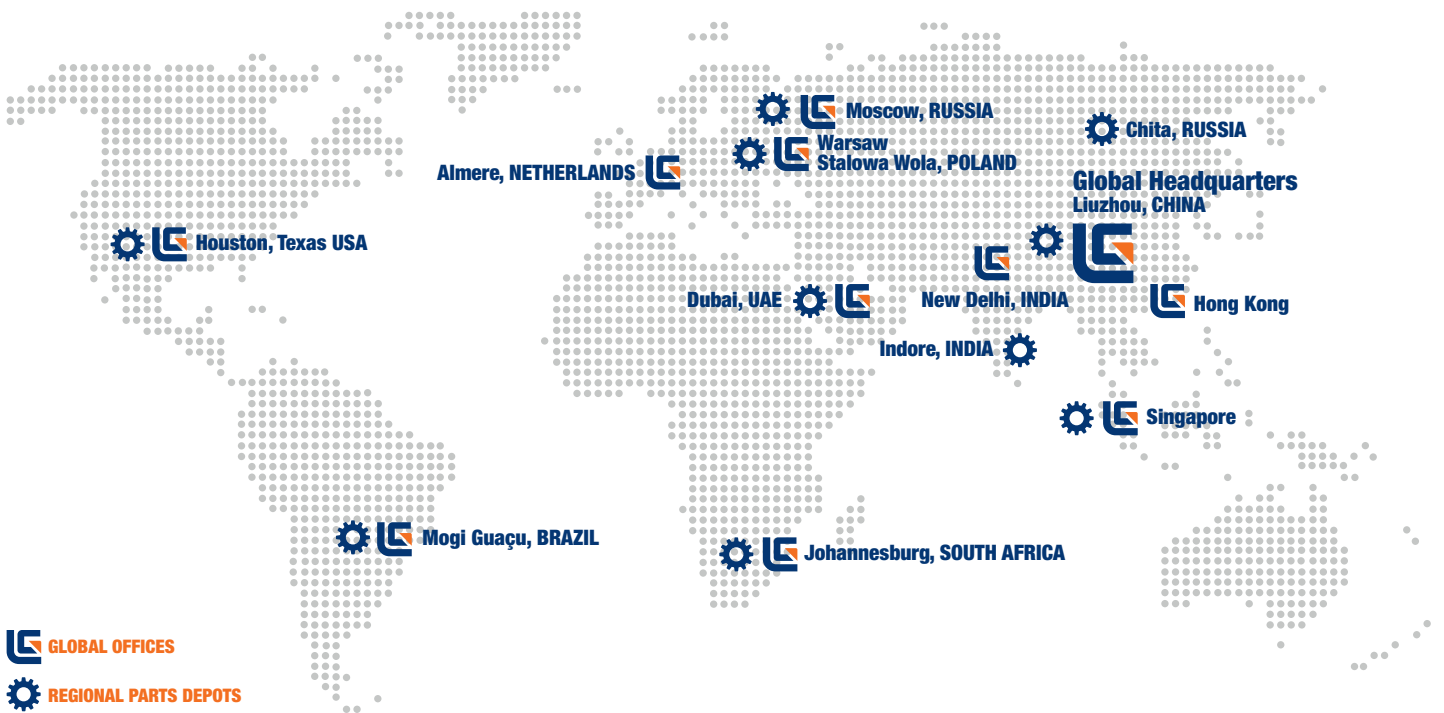 Moscow, RUSSIA
Chita, RUSSIA
Warsaw
Stalowa Wola, POLAND
Almere, NETHERLANDS
Global Headquarters
Liuzhou, CHINA
Houston, Texas USA
Dubai, UAE
New Delhi, INDIA
Hong Kong
Indore, INDIA
Singapore
Mogi Guaçu, BRAZIL
Johannesburg, SOUTH AFRICA
GLOBAL OFFICES
REGIONAL PARTS DEPOTS